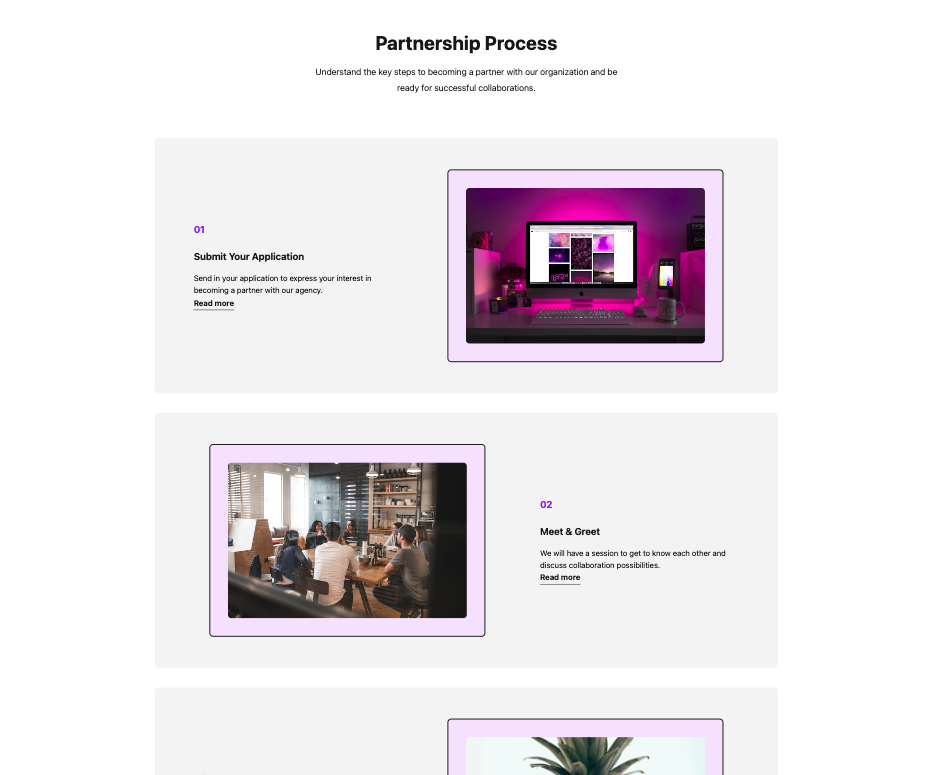 Partnership Process
Understand the key steps to becoming a partner with our organization and be
ready for successful collaborations.
01
Submit Your Application
Send in your application to express your interest in
becoming a partner with our agency.
Read more
02
Meet & Greet
We will have a session to get to know each other and
discuss collaboration possibilities.
Read more